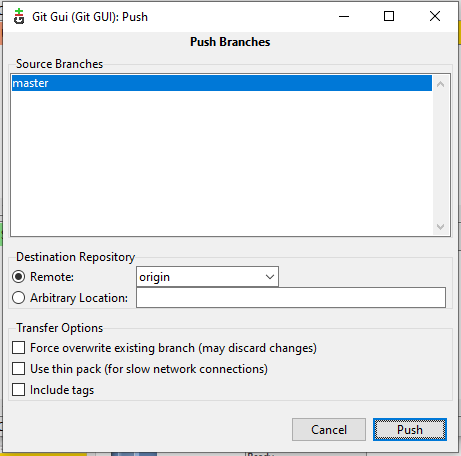 Git Gui (Git GUI): Push
Push Branches
Source Branches
master
Destination Repository
Remote: origin
Arbitrary Location:
Transfer Options
Force overwrite existing branch (may discard changes)
Use thin pack (for slow network connections)
Include tags
Cancel Push